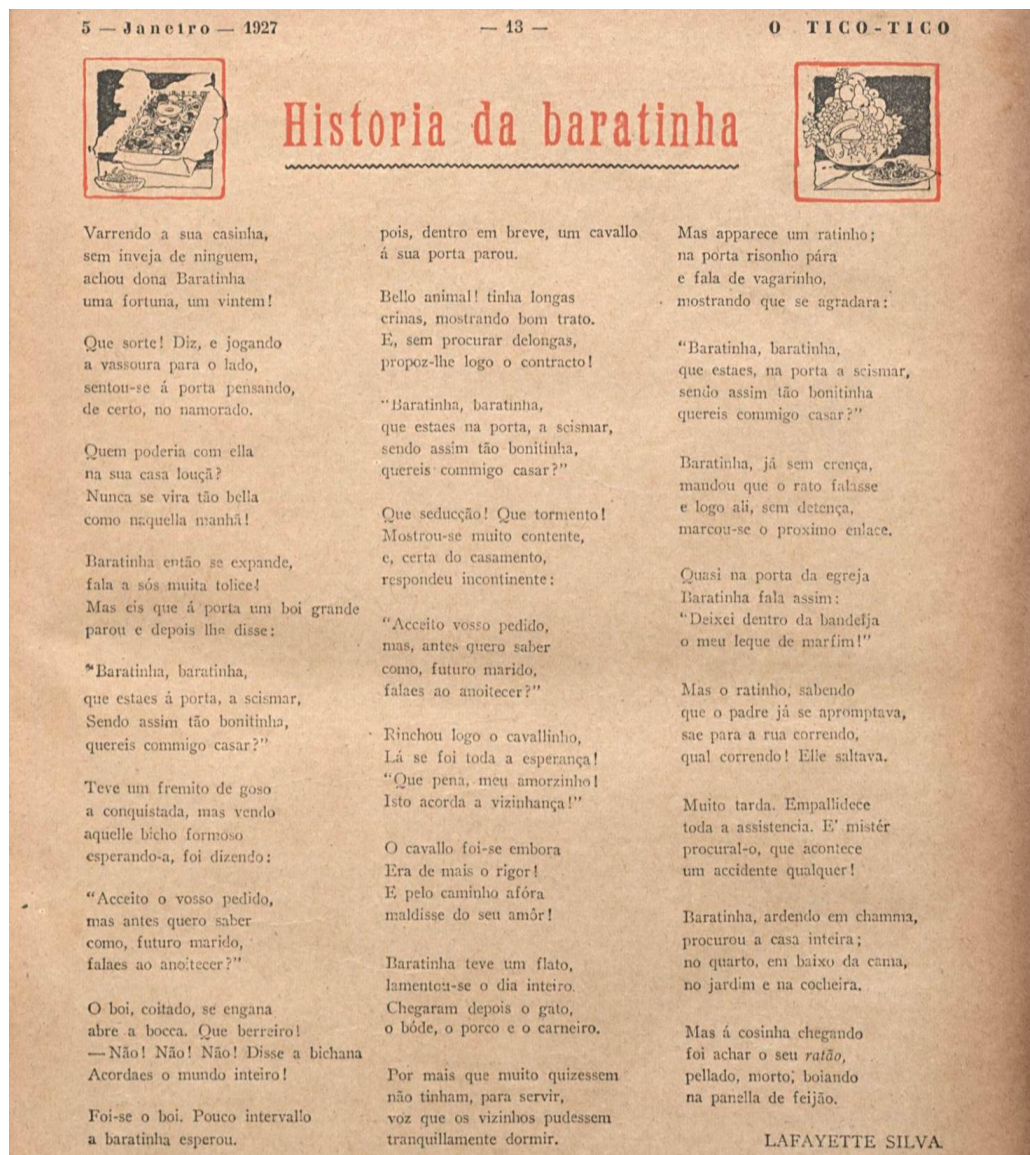 5 — Janeiro — 1927
— 13 —
O TICO-TICO
Historia da baratinha
Varrendo a sua casinha,
sem inveja de ninguem,
achou dona Baratinha
uma fortuna, um vintem!
Que sorte! Diz, e jogando
a vassoura para o lado,
sentou-se á porta pensando,
de certo, no namorado.
Quem poderia com ella
na sua casa louçã?
Nunca se vira tão bella
como naquella manhã!
Baratinha então se expande,
fala a sós muita tolice!
Mas eis que á porta um boi grande
parou e depois lhe disse:
"Baratinha, baratinha,
que estaes á porta, a scismar,
Sendo assim tão bonitinha,
quereis commigo casar?"
Teve um fremito de goso
a conquistada, mas vendo
aquelle bicho formoso
esperando-a, foi dizendo:
"Acceito o vosso pedido,
mas antes quero saber
como, futuro marido,
falaes ao anoitecer?"
O boi, coitado, se engana
abre a bocca. Que berreiro!
— Não! Não! Não! Disse a bichana
Acordaes o mundo inteiro!
Foi-se o boi. Pouco intervallo
a baratinha esperou.
pois, dentro em breve, um cavallo
á sua porta parou.
Bello animal! tinha longas
crinas, mostrando bom trato.
E, sem procurar delongas,
propoz-lhe logo o contracto!
"Baratinha, baratinha,
que estaes na porta, a scismar,
sendo assim tão bonitinha,
quereis commigo casar?"
Que seducção! Que tormento!
Mostrou-se muito contente,
e, certa do casamento,
respondeu incontinente:
"Acceito vosso pedido,
mas, antes quero saber
como, futuro marido,
falaes ao anoitecer?"
Rinchou logo o cavallinho,
Lá se foi toda a esperança!
"Que pena, meu amorzinho!
Isto acorda a vizinhança!"
O cavallo foi-se embora
Era de mais o rigor!
E pelo caminho afóra
maldisse do seu amôr!
Baratinha teve um flato,
lamentou-se o dia inteiro.
Chegaram depois o gato,
o bóde, o porco e o carneiro.
Por mais que muito quizessem
não tinham, para servir,
voz que os vizinhos pudessem
tranquillamente dormir.
Mas apparece um ratinho;
na porta risonho pára
e fala de vagarinho,
mostrando que se agradara:
"Baratinha, baratinha,
que estaes, na porta a scismar,
sendo assim tão bonitinha
quereis commigo casar?"
Baratinha, já sem crença,
mandou que o rato falasse
e logo ali, sem detença,
marcou-se o proximo enlace.
Quasi na porta da egreja
Baratinha fala assim:
"Deixei dentro da bandeija
o meu leque de marfim!"
Mas o ratinho, sabendo
que o padre já se apromptava,
sae para a rua correndo,
qual correndo! Elle saltava.
Muito tarda. Empallidece
toda a assistencia. E' mistér
procural-o, que acontece
um accidente qualquer!
Baratinha, ardendo em chamma,
procurou a casa inteira;
no quarto, em baixo da cama,
no jardim e na cocheira.
Mas á cosinha chegando
foi achar o seu ratão,
pellado, morto, boiando
na panella de feijão.
LAFAYETTE SILVA.